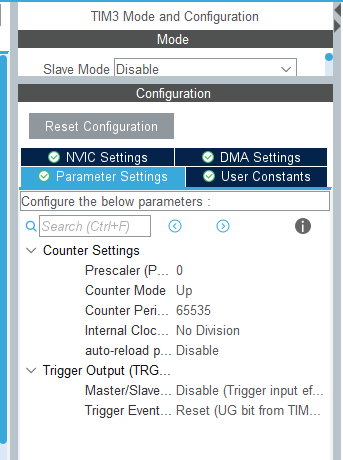 TIM3 Mode and Configuration
Mode
Slave Mode Disable
Configuration
Reset Configuration
NVIC Settings DMA Settings
Parameter Settings User Constants
Configure the below parameters :
Search (Ctrl+F)
Counter Settings
Prescaler (P... 0
Counter Mode Up
Counter Peri... 65535
Internal Cloc... No Division
auto-reload p... Disable
Trigger Output (TRG...
Master/Slave... Disable (Trigger input ef...
Trigger Event... Reset (UG bit from TIM...